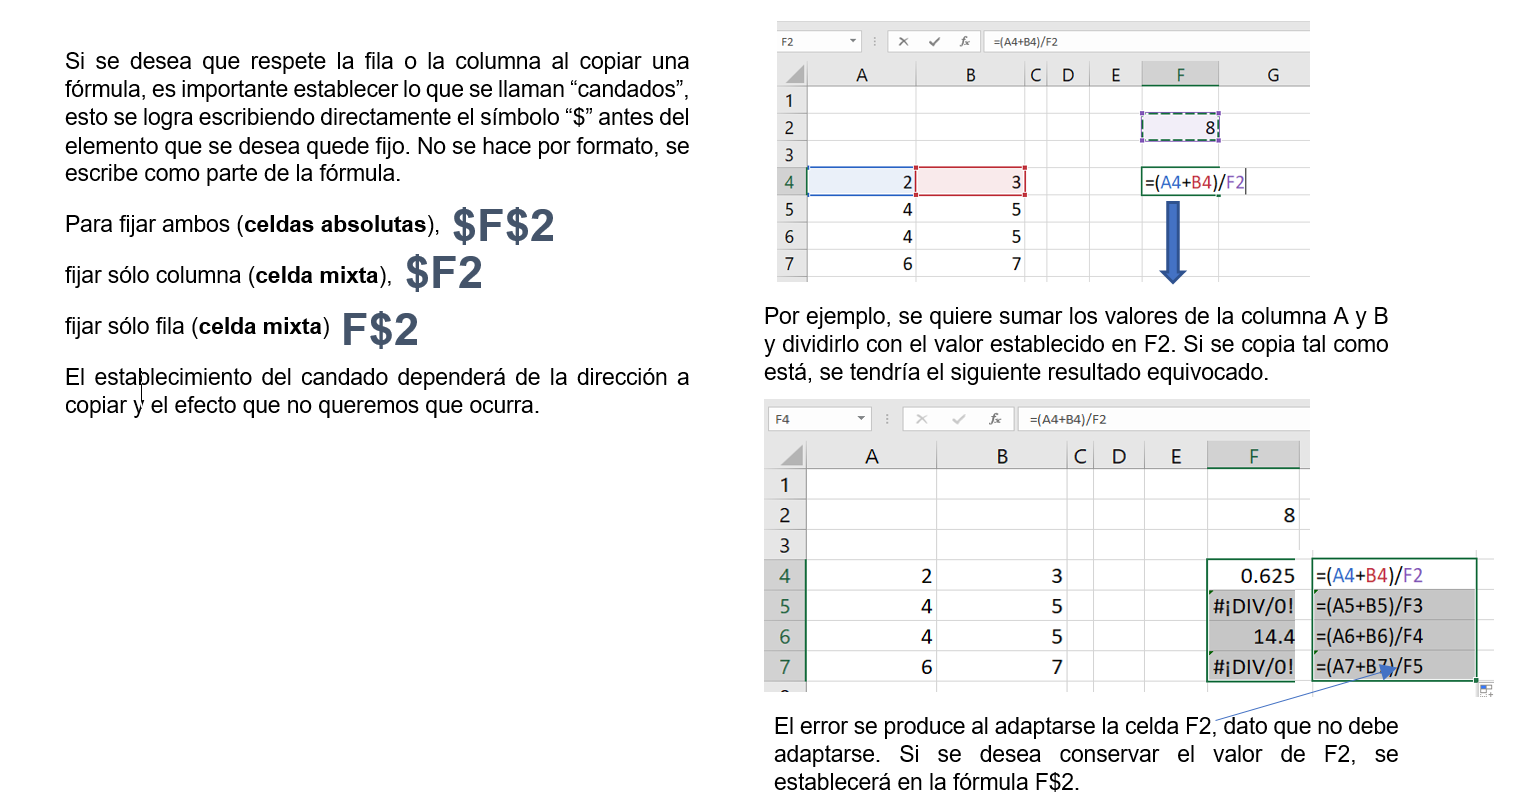 Si se desea que respete la fila o la columna al copiar una
fórmula, es importante establecer lo que se llaman “candados”,
esto se logra escribiendo directamente el símbolo “$” antes del
elemento que se desea quede fijo. No se hace por formato, se
escribe como parte de la fórmula.
Para fijar ambos (celdas absolutas), $F$2
fijar sólo columna (celda mixta), $F2
fijar sólo fila (celda mixta) F$2
El establecimiento del candado dependerá de la dirección a
copiar y el efecto que no queremos que ocurra.
F2 fx =(A4+B4)/F2
A B C D E F G
1
2 8
3
4 2 3 =(A4+B4)/F2
5 4 5
6 4 5
7 6 7
Por ejemplo, se quiere sumar los valores de la columna A y B
y dividirlo con el valor establecido en F2. Si se copia tal como
está, se tendría el siguiente resultado equivocado.
F4 fx =(A4+B4)/F2
A B C D E F
1
2 8
3
4 2 3 0.625 =(A4+B4)/F2
5 4 5 #¡DIV/0! =(A5+B5)/F3
6 4 5 14.4 =(A6+B6)/F4
7 6 7 #¡DIV/0! =(A7+B7)/F5
El error se produce al adaptarse la celda F2, dato que no debe
adaptarse. Si se desea conservar el valor de F2, se
establecerá en la fórmula F$2.